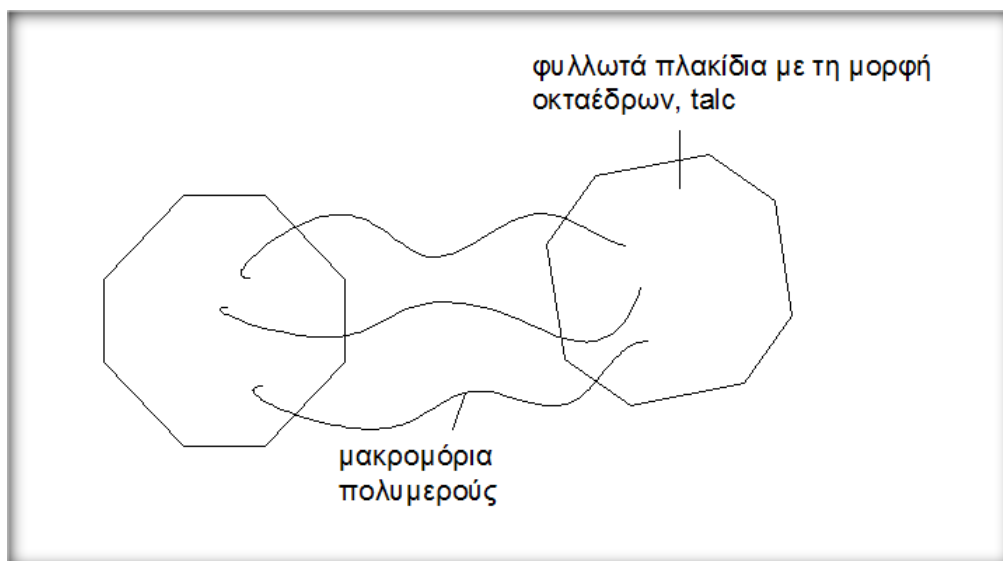 φυλλωτά πλακίδια με τη μορφή
οκταέδρων, talc
μακρομόρια
πολυμερούς